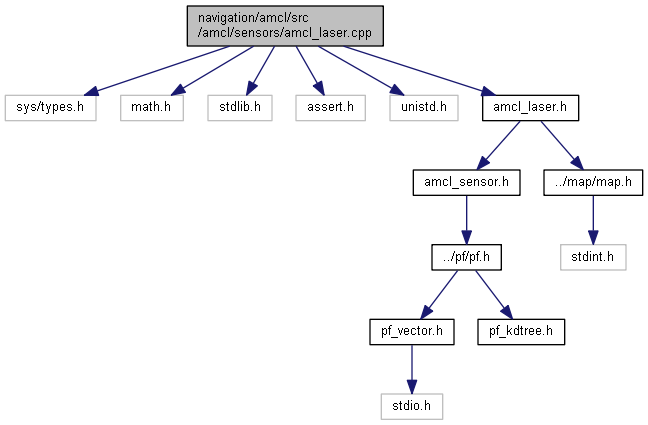 navigation/amcl/src
/amcl/sensors/amcl_laser.cpp
sys/types.h
math.h
stdlib.h
assert.h
unistd.h
amcl_laser.h
amcl_sensor.h
../map/map.h
../pf/pf.h
stdint.h
pf_vector.h
pf_kdtree.h
stdio.h